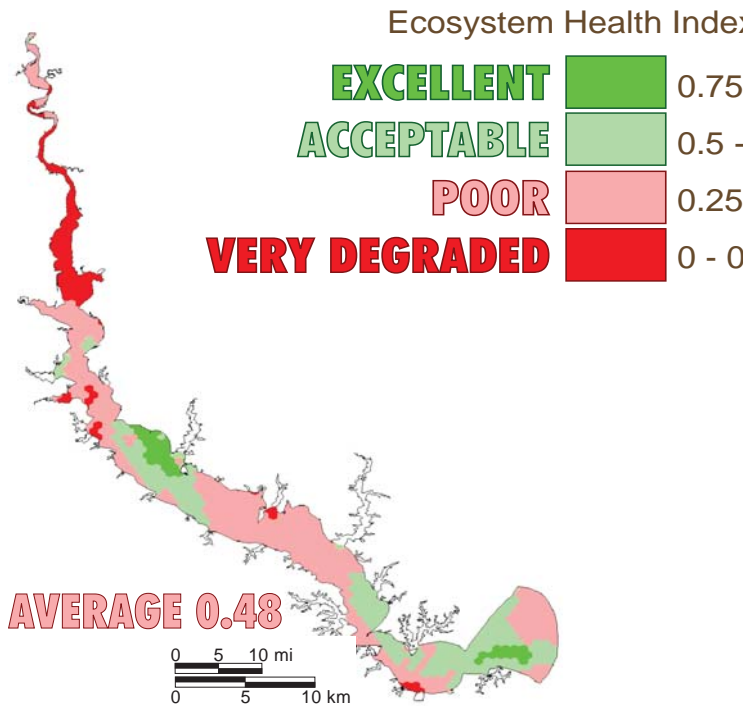 Ecosystem Health Index
EXCELLENT 0.75
ACCEPTABLE 0.5 -
POOR 0.25
VERY DEGRADED 0 - 0
AVERAGE 0.48
0 5 10 mi
0 5 10 km